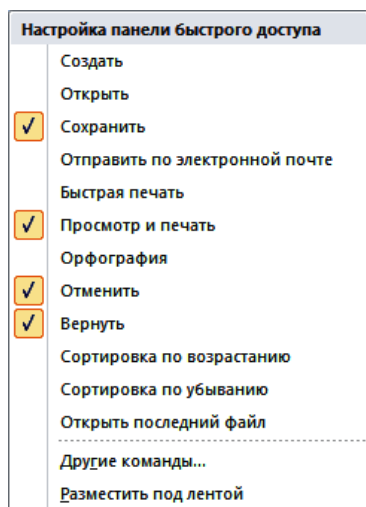 Настройка панели быстрого доступа
Создать
Открыть
Сохранить
Отправить по электронной почте
Быстрая печать
Просмотр и печать
Орфография
Отменить
Вернуть
Сортировка по возрастанию
Сортировка по убыванию
Открыть последний файл
Другие команды...
Разместить под лентой